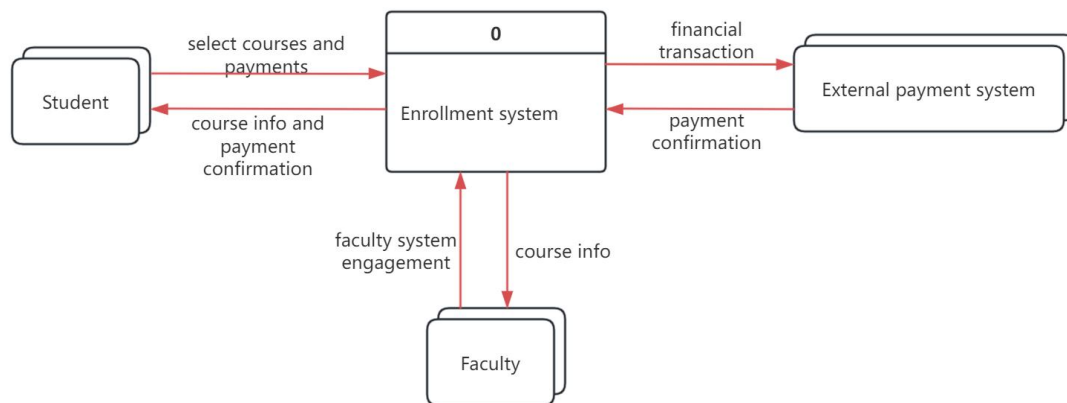 select courses and
payments
Student
course info and
payment
confirmation
0
Enrollment system
financial
transaction
External payment system
payment
confirmation
faculty system
engagement
course info
Faculty